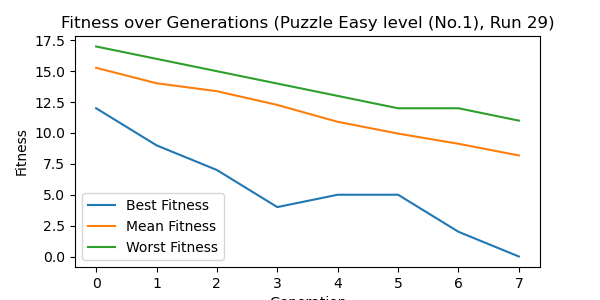 Fitness over Generations (Puzzle Easy level (No.1), Run 29)
17.5
15.0
12.5
10.0
7.5
5.0
2.5
0.0
Fitness
Best Fitness
Mean Fitness
Worst Fitness
0 1 2 3 4 5 6 7
Generation